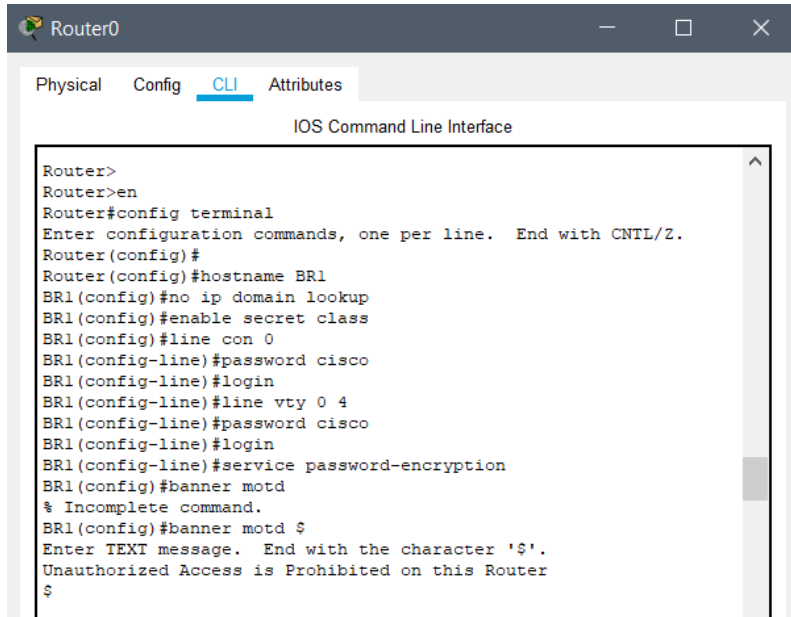 Router0
Physical Config CLI Attributes
IOS Command Line Interface
Router>
Router>en
Router#config terminal
Enter configuration commands, one per line.  End with CNTL/Z.
Router(config)#
Router(config)#hostname BR1
BR1(config)#no ip domain lookup
BR1(config)#enable secret class
BR1(config)#line con 0
BR1(config-line)#password cisco
BR1(config-line)#login
BR1(config-line)#line vty 0 4
BR1(config-line)#password cisco
BR1(config-line)#login
BR1(config-line)#service password-encryption
BR1(config)#banner motd
% Incomplete command.
BR1(config)#banner motd $
Enter TEXT message.  End with the character '$'.
Unauthorized Access is Prohibited on this Router
$